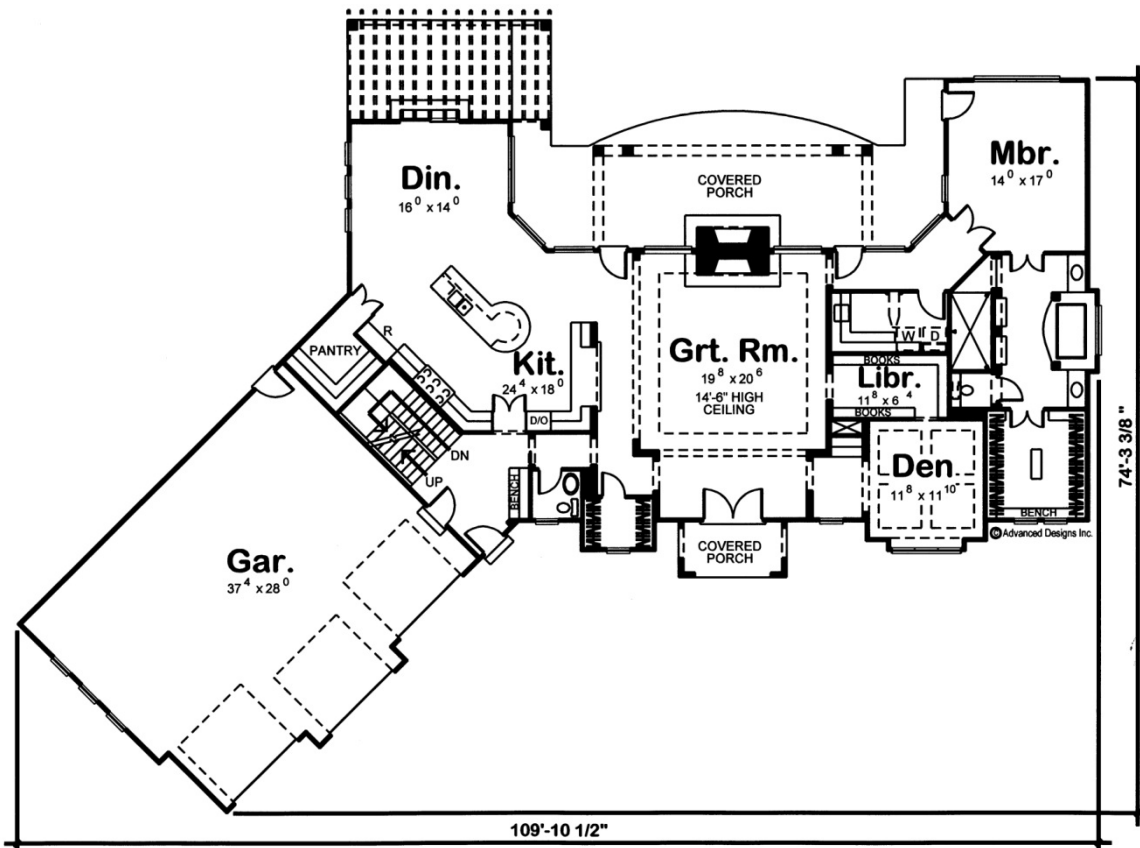 Din.
16⁰ x 14⁰
COVERED
PORCH
Mbr.
14⁰ x 17⁰
R
PANTRY
Kit.
24⁴ x 18⁰
D/O
Grt. Rm.
19⁸ x 20⁶
14'-6" HIGH
CEILING
W
D
BOOKS
Libr.
11⁸ x 6⁴
BOOKS
Den
11⁸ x 11¹⁰
DN
UP
BENCH
BENCH
©Advanced Designs Inc.
COVERED
PORCH
Gar.
37⁴ x 28⁰
74'-3 3/8"
109'-10 1/2"